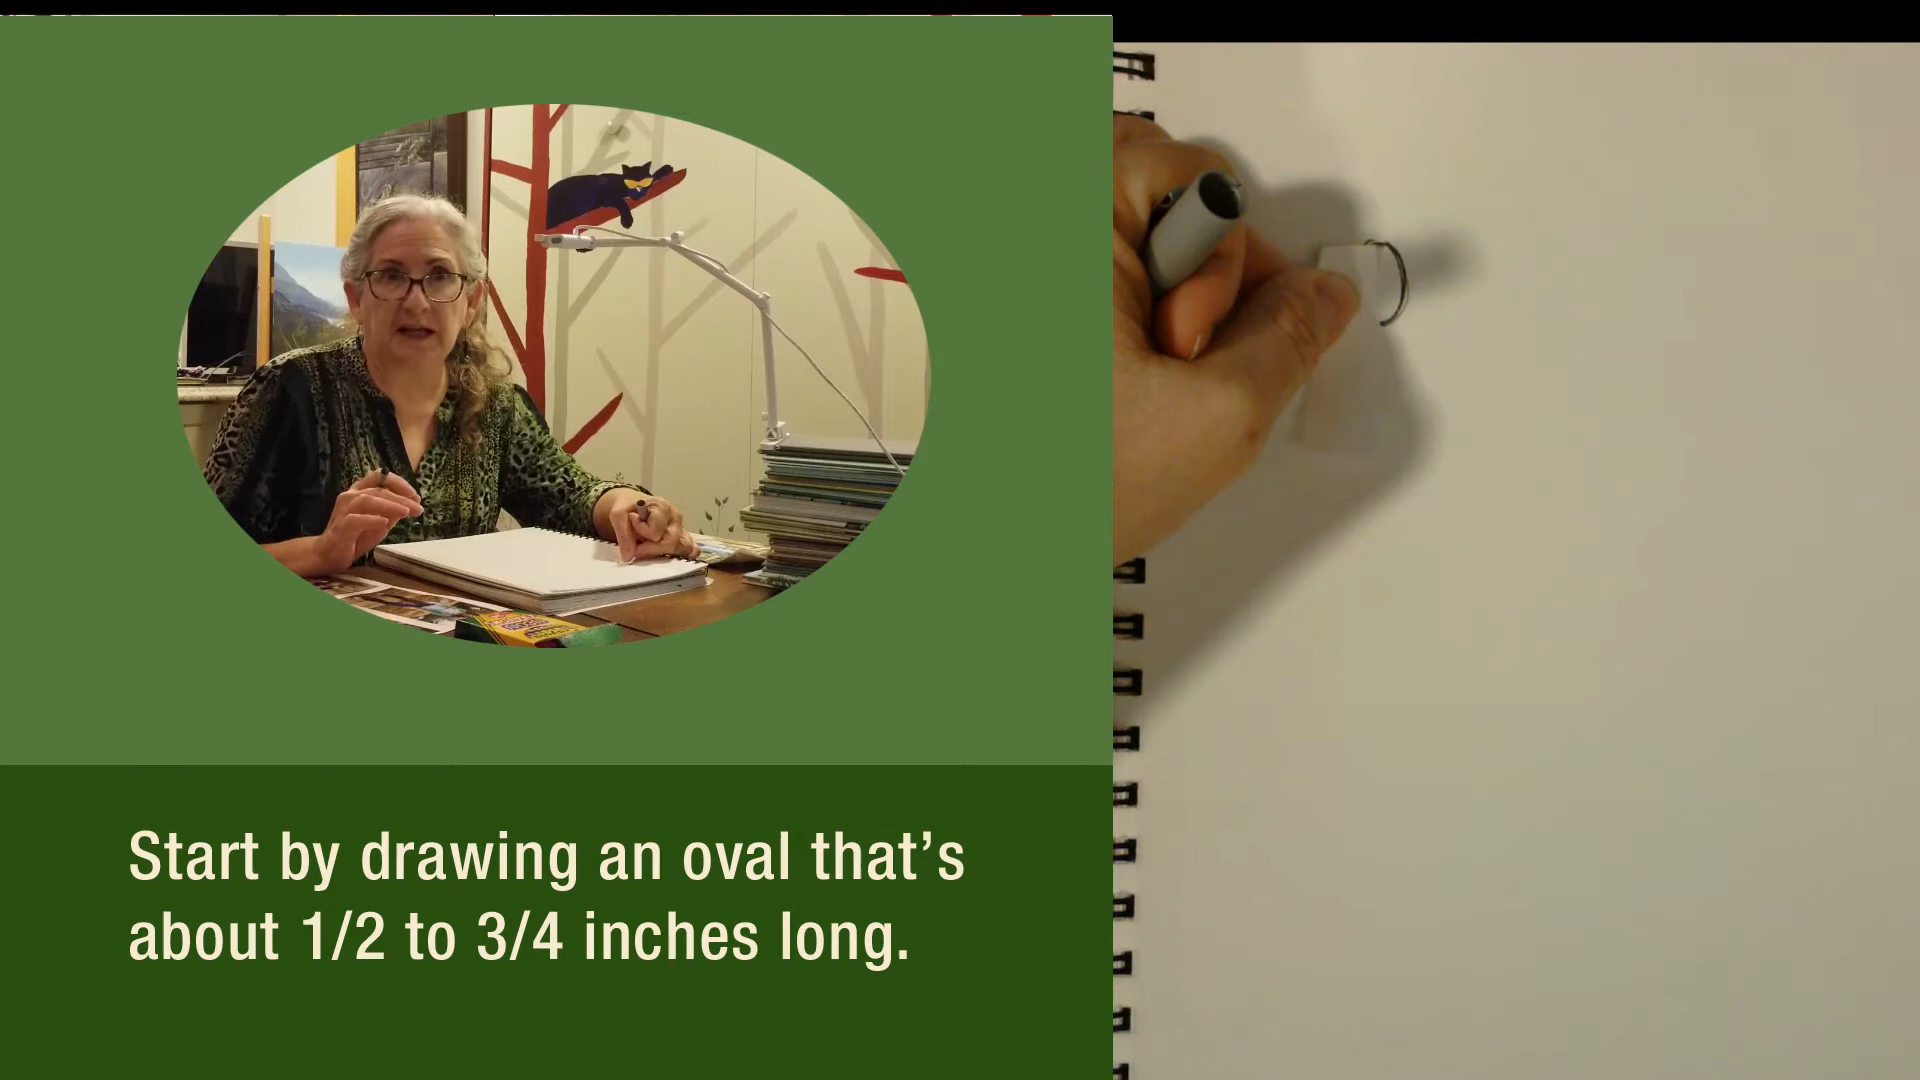 Start by drawing an oval that’s
about 1/2 to 3/4 inches long.